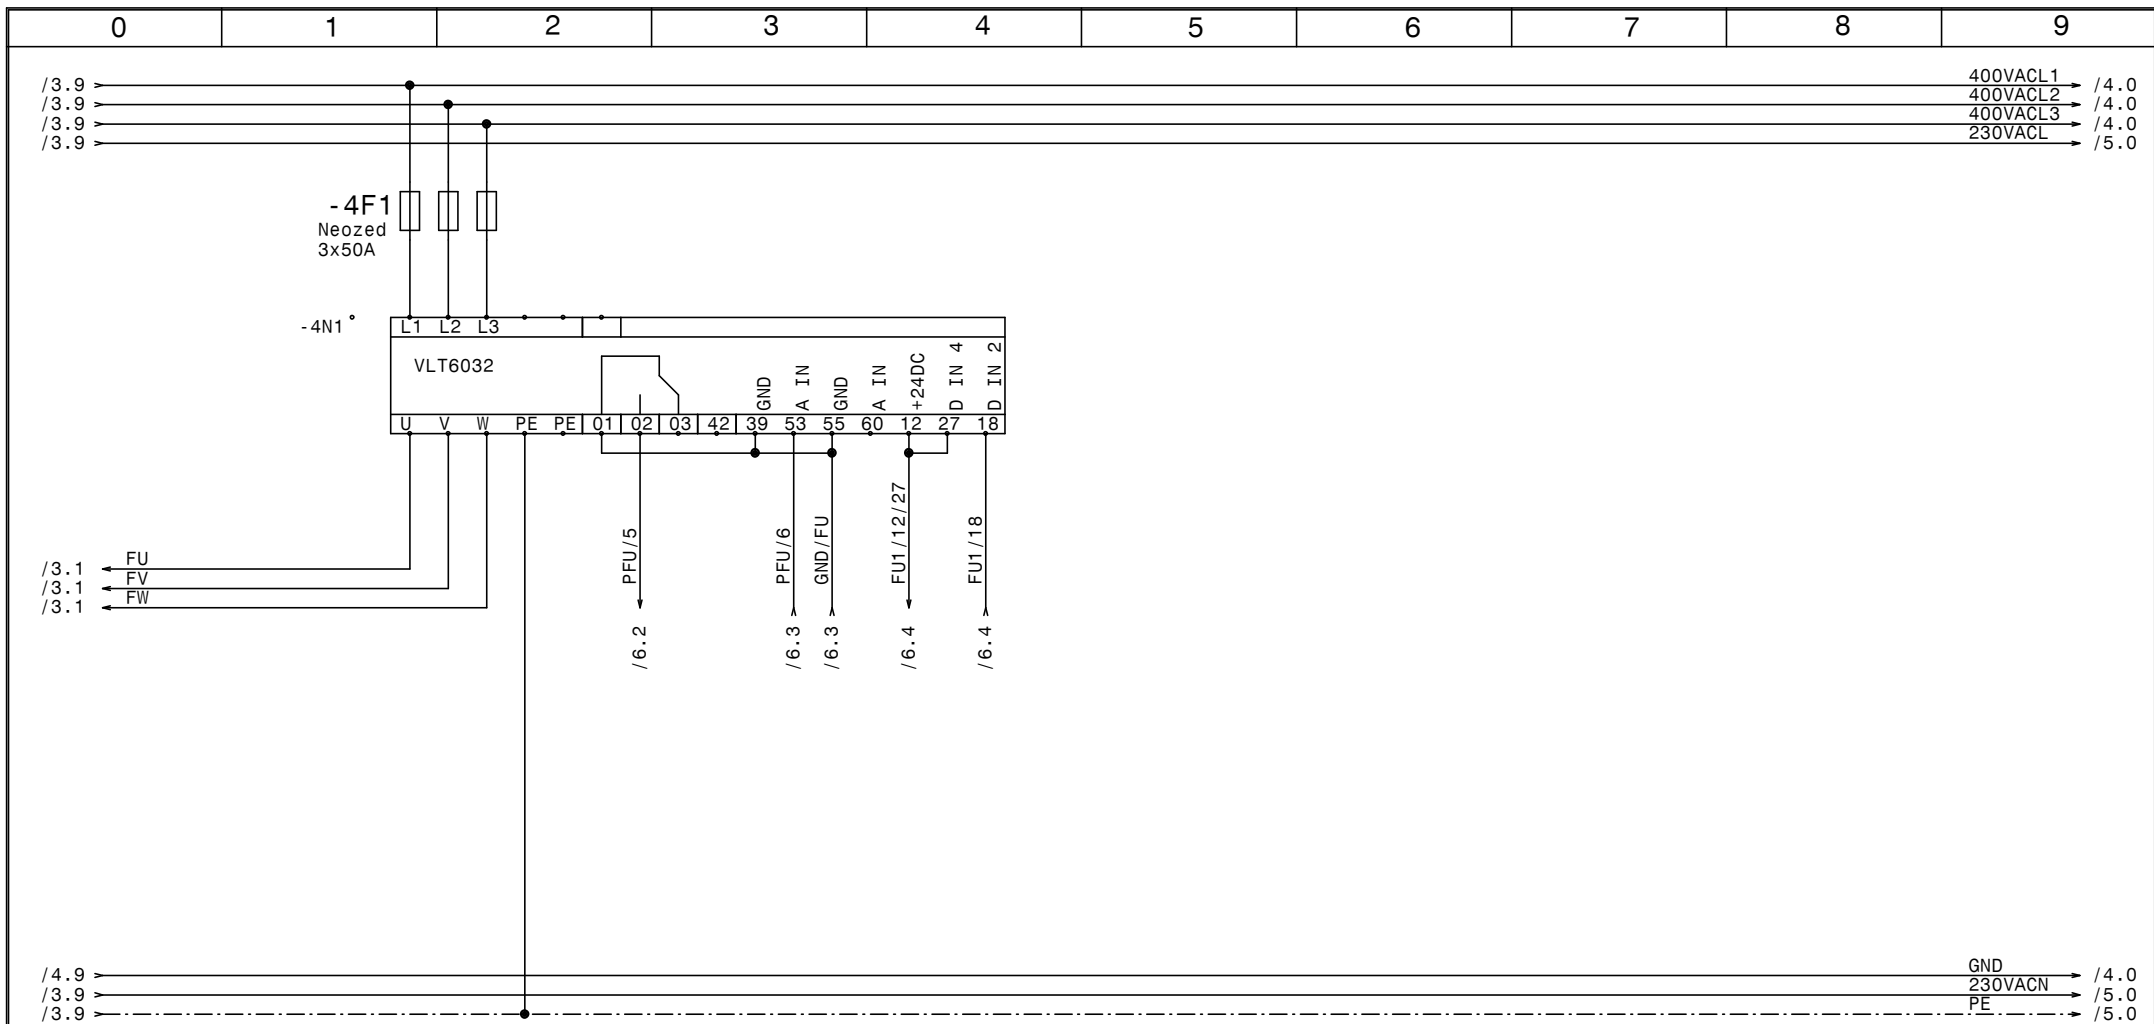 0 1 2 3 4 5 6 7 8 9
/3.9 400VACL1 /4.0
/3.9 400VACL2 /4.0
/3.9 400VACL3 /4.0
/3.9 230VACL /5.0
-4F1
Neozed
3x50A
-4N1°
L1 L2 L3
VLT6032
GND A IN GND A IN +24DC D IN 4 D IN 2
U V W PE PE 01 02 03 42 39 53 55 60 12 27 18
PFU/5 PFU/6 GND/FU FU1/12/27 FU1/18
/3.1 FU
/3.1 FV
/3.1 FW
/6.2 /6.3 /6.3 /6.4 /6.4
/4.9 GND /4.0
/3.9 230VACN /5.0
/3.9 PE /5.0